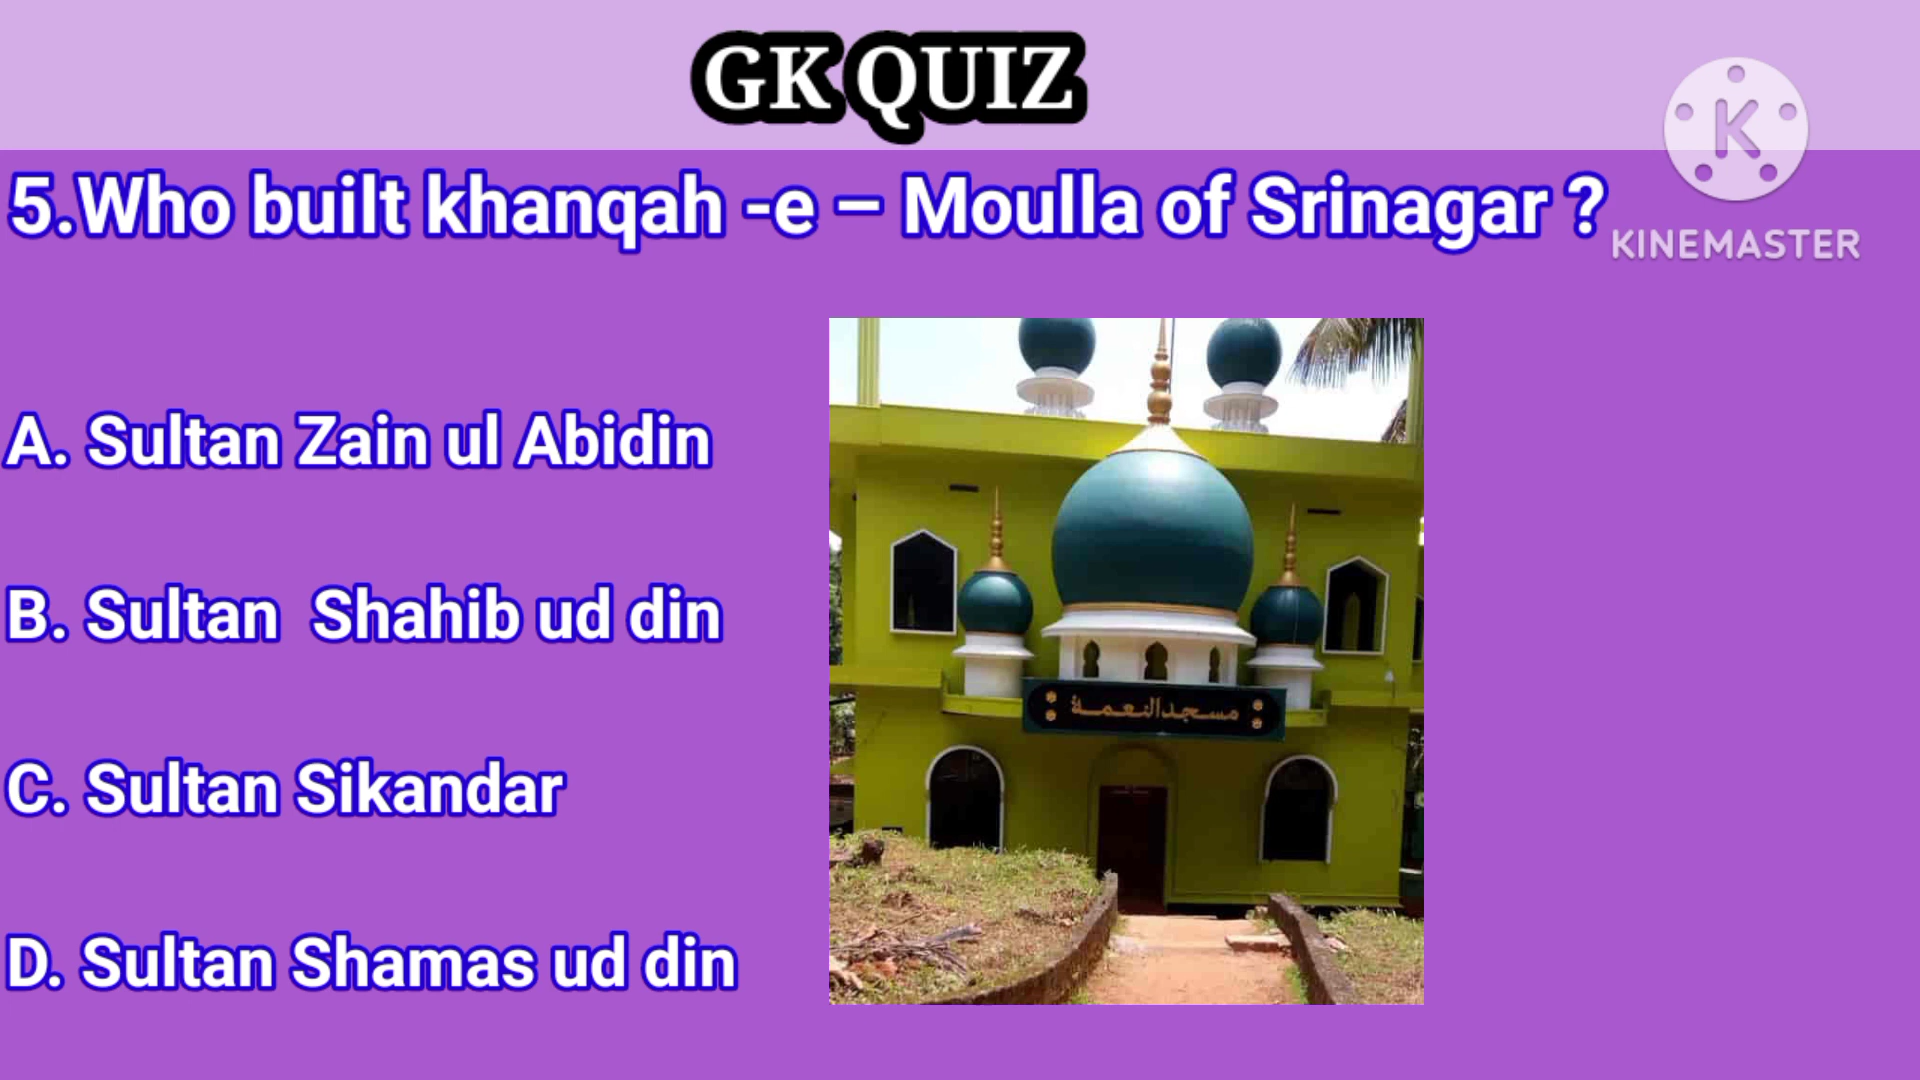 GK QUIZ
K
KINEMASTER
5.Who built khanqah -e – Moulla of Srinagar ?
A. Sultan Zain ul Abidin
B. Sultan  Shahib ud din
C. Sultan Sikandar
D. Sultan Shamas ud din
مسجد النعمة